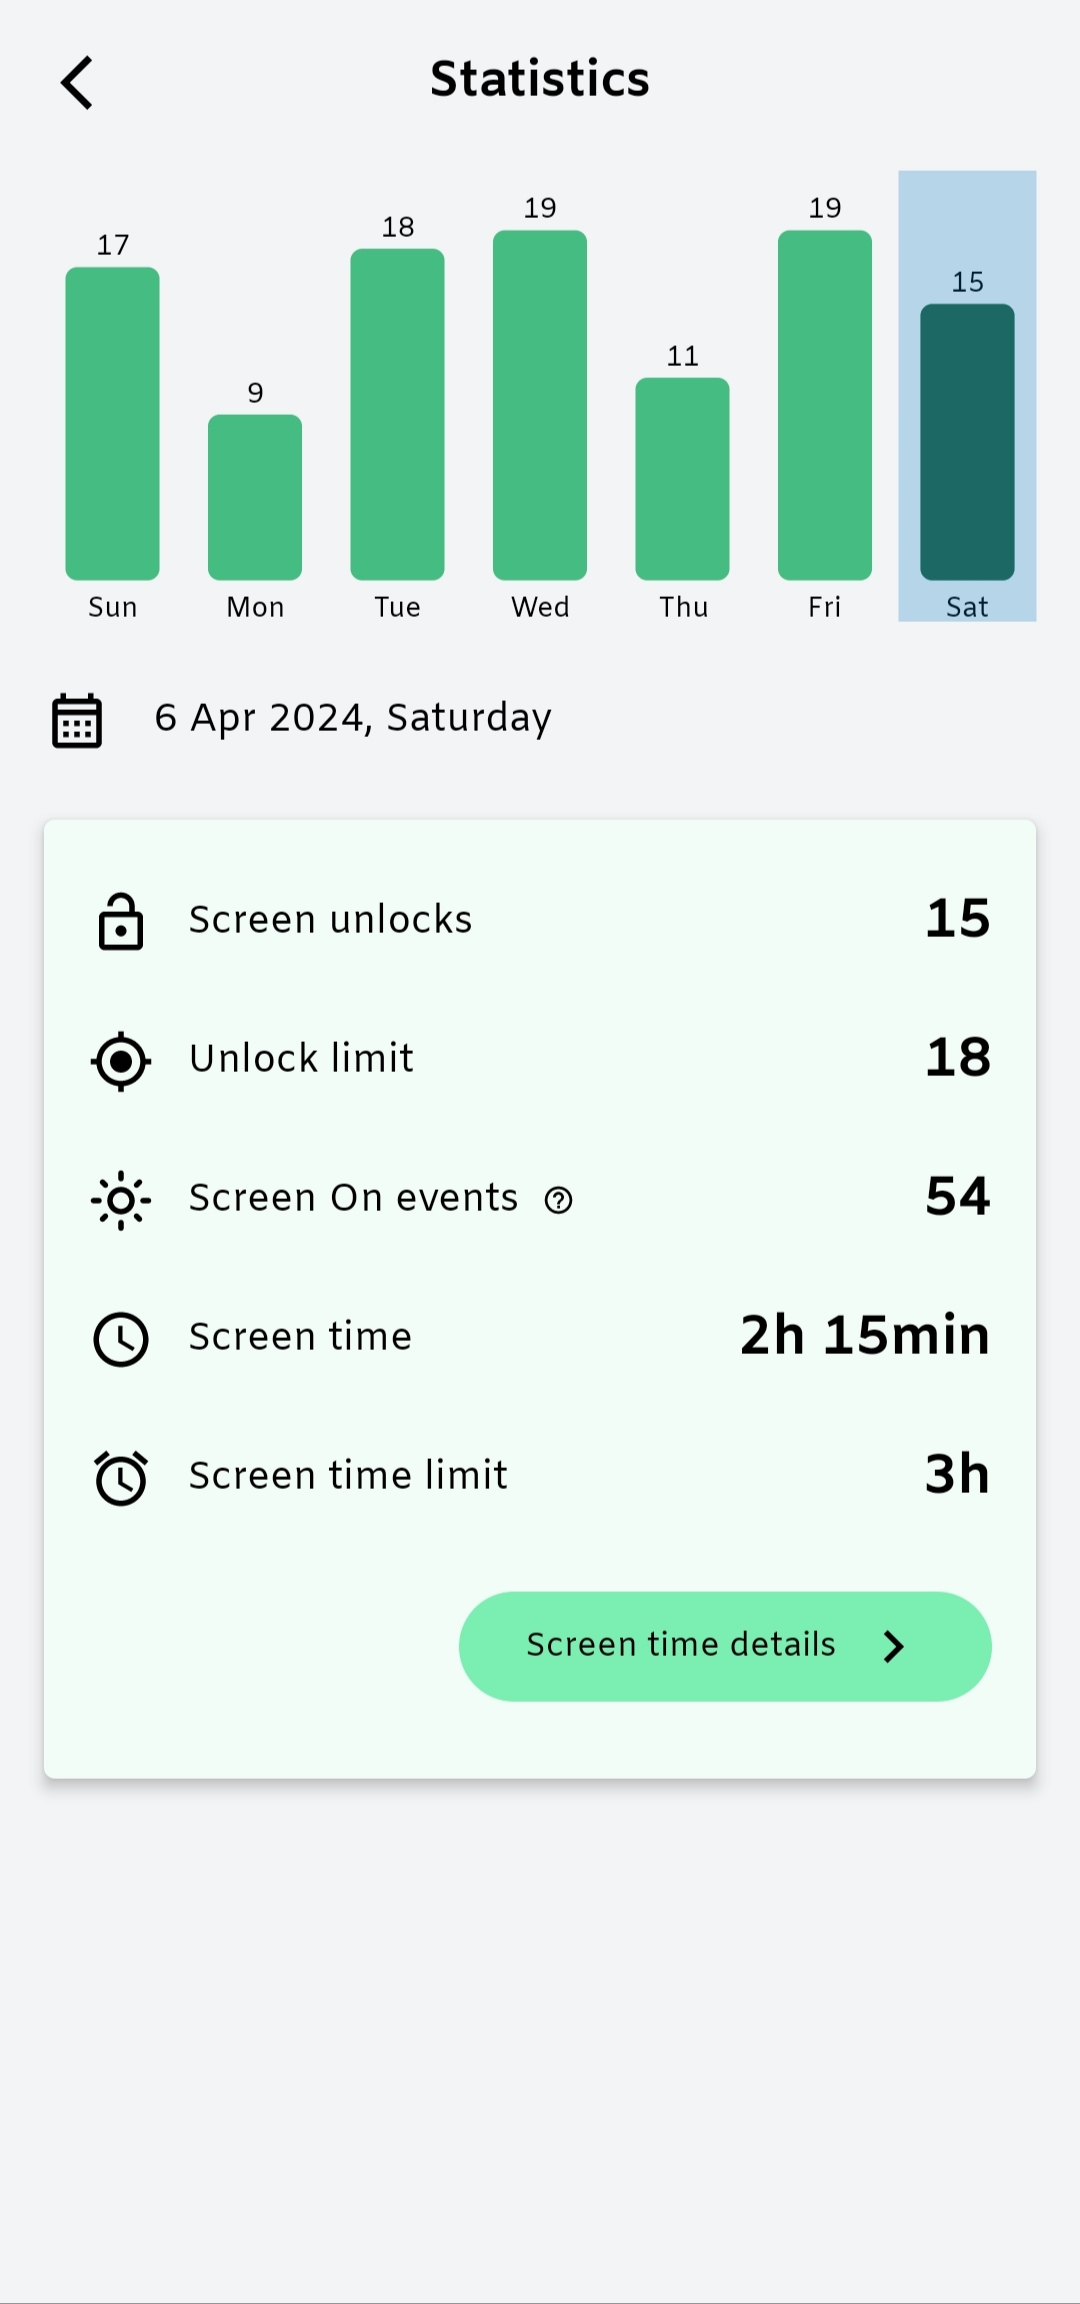 Statistics
17
9
18
19
11
19
15
Sun
Mon
Tue
Wed
Thu
Fri
Sat
6 Apr 2024, Saturday
Screen unlocks 15
Unlock limit 18
Screen On events 54
Screen time 2h 15min
Screen time limit 3h
Screen time details